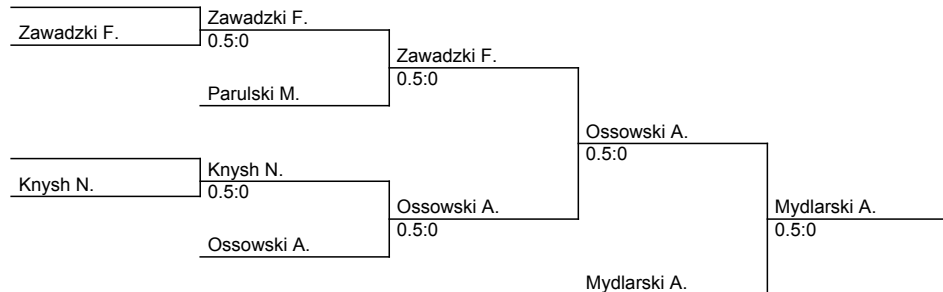 Zawadzki F.
Zawadzki F.
0.5:0
Zawadzki F.
0.5:0
Parulski M.
Ossowski A.
0.5:0
Knysh N.
Knysh N.
0.5:0
Ossowski A.
0.5:0
Mydlarski A.
0.5:0
Ossowski A.
Mydlarski A.